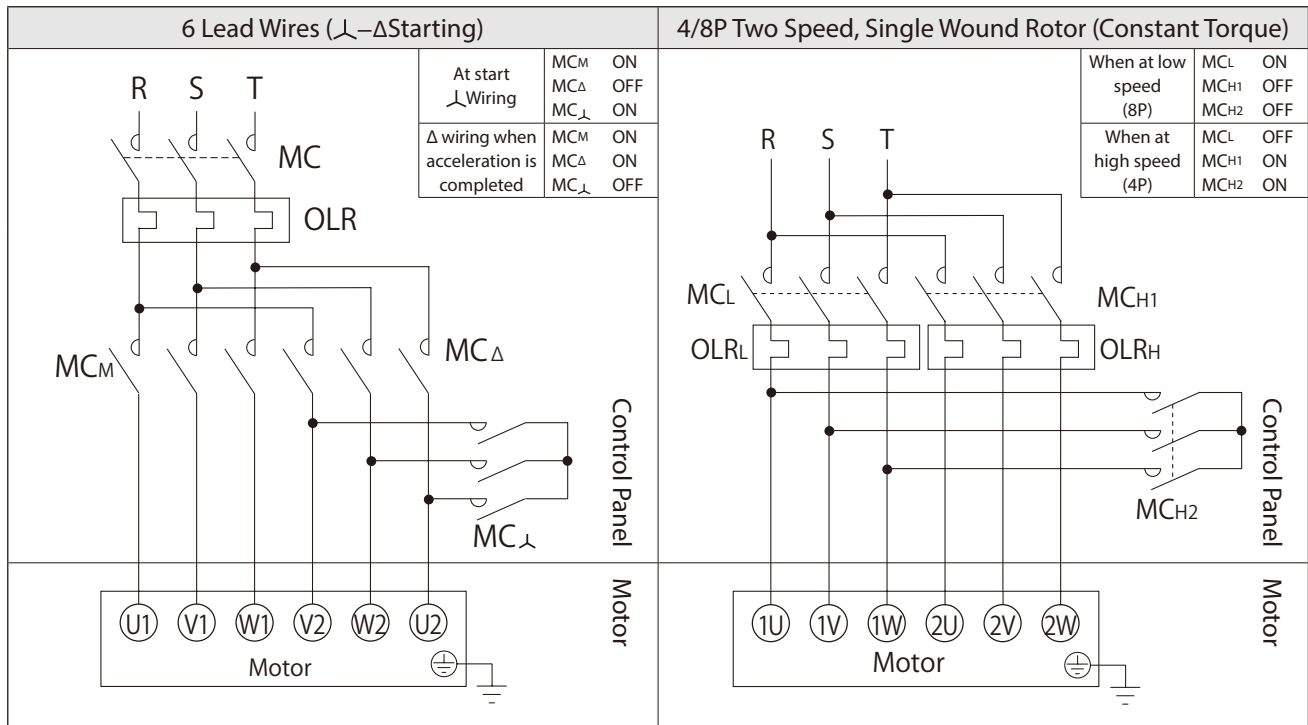 6 Lead Wires (⅄–ΔStarting)
At start
⅄Wiring
MCM ON
MCΔ OFF
MC⅄ ON
Δ wiring when
acceleration is
completed
MCM ON
MCΔ ON
MC⅄ OFF
R S T
MC
OLR
MCM
MCΔ
MC⅄
Control Panel
Motor
U1 V1 W1 V2 W2 U2
Motor
4/8P Two Speed, Single Wound Rotor (Constant Torque)
When at low
speed
(8P)
MCL ON
MCH1 OFF
MCH2 OFF
When at
high speed
(4P)
MCL OFF
MCH1 ON
MCH2 ON
R S T
MCL
MCH1
OLRL
OLRH
MCH2
Control Panel
Motor
1U 1V 1W 2U 2V 2W
Motor